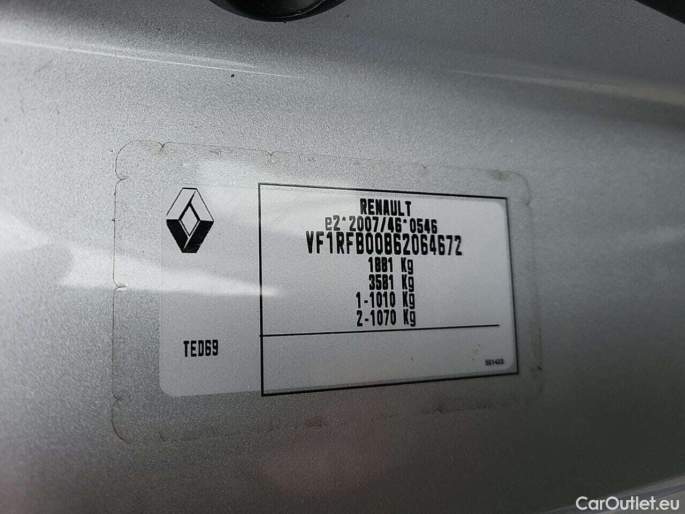 RENAULT
e2*2007/46*0546
VF1RFB00862064672
1881 Kg
3581 Kg
1-1010 Kg
2-1070 Kg
TED69
CarOutlet.eu